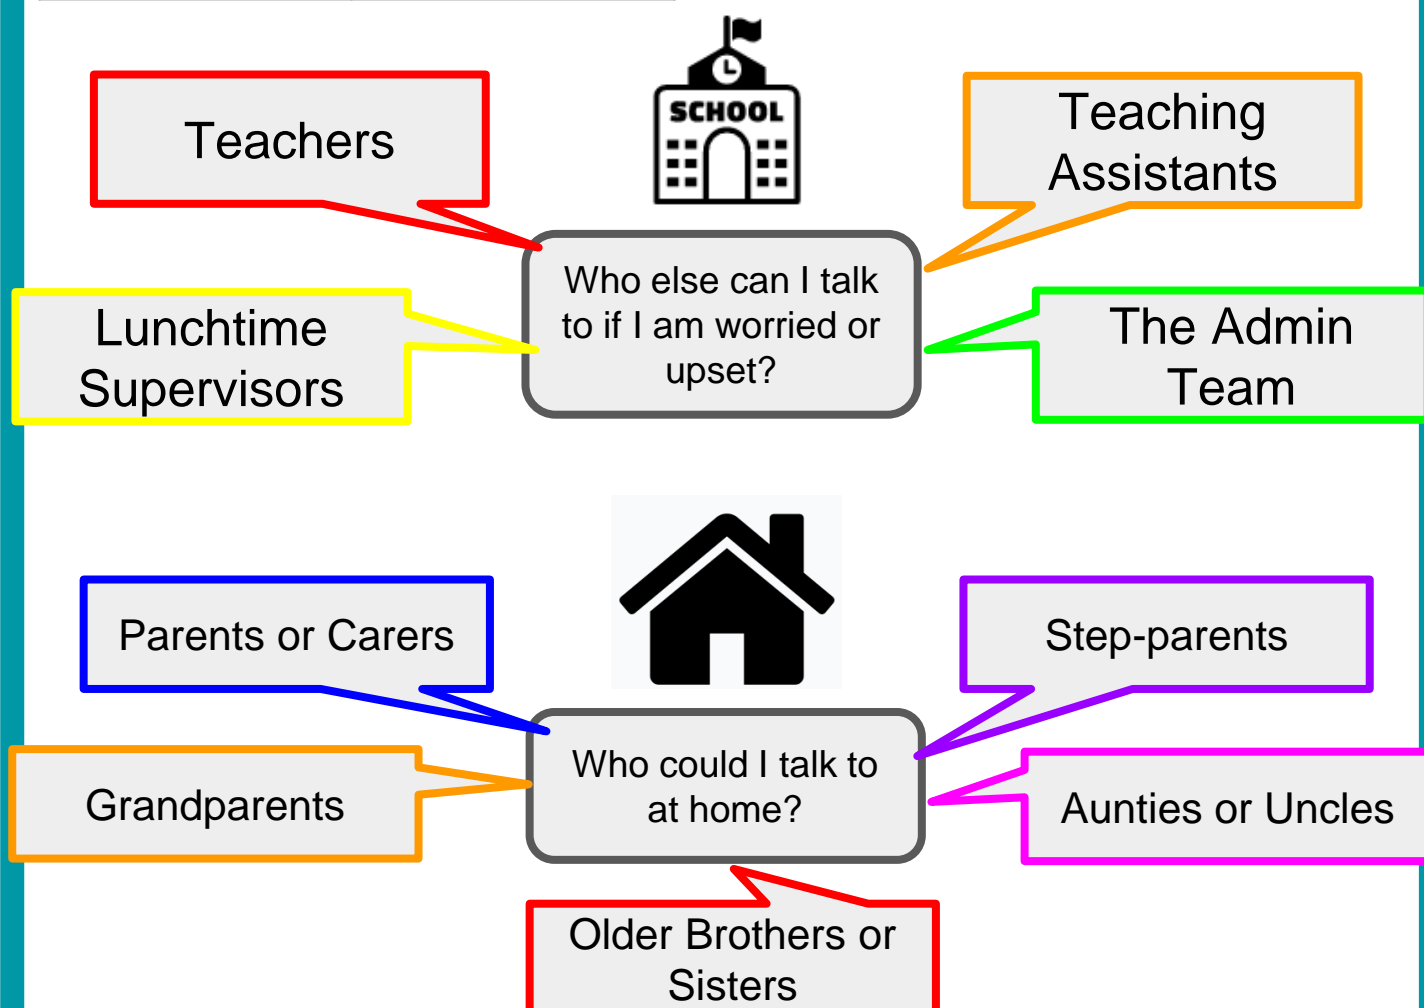 SCHOOL
Teachers
Teaching
Assistants
Who else can I talk
to if I am worried or
upset?
Lunchtime
Supervisors
The Admin
Team
Parents or Carers
Step-parents
Who could I talk to
at home?
Grandparents
Aunties or Uncles
Older Brothers or
Sisters